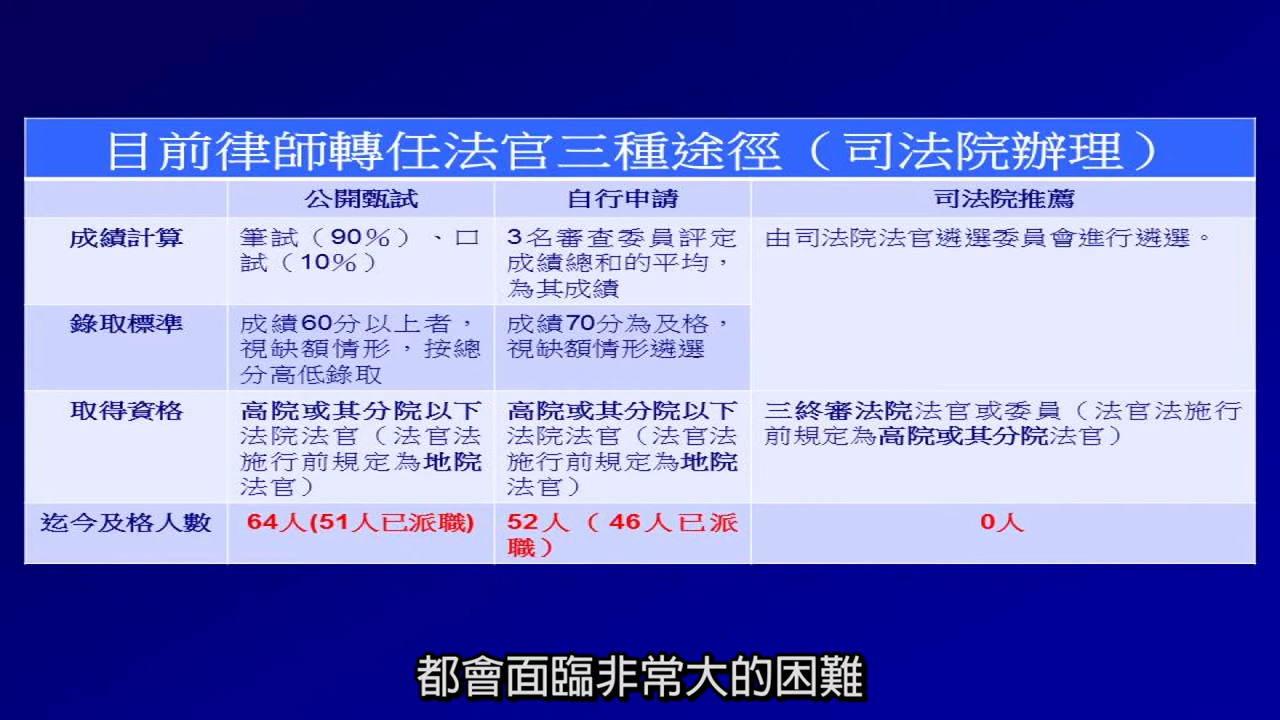 目前律師轉任法官三種途徑（司法院辦理）
公開甄試 自行申請 司法院推薦
成績計算
筆試（90%）、口
試（10%）
3名審查委員評定
成績總和的平均，
為其成績
由司法院法官遴選委員會進行遴選。
錄取標準
成績60分以上者，
視缺額情形，按總
分高低錄取
成績70分為及格，
視缺額情形遴選
取得資格
高院或其分院以下
法院法官（法官法
施行前規定為地院
法官）
高院或其分院以下
法院法官（法官法
施行前規定為地院
法官）
三終審法院法官或委員（法官法施行
前規定為高院或其分院法官）
迄今及格人數
64人(51人已派職)
52人（46人已派
職）
0人
都會面臨非常大的困難